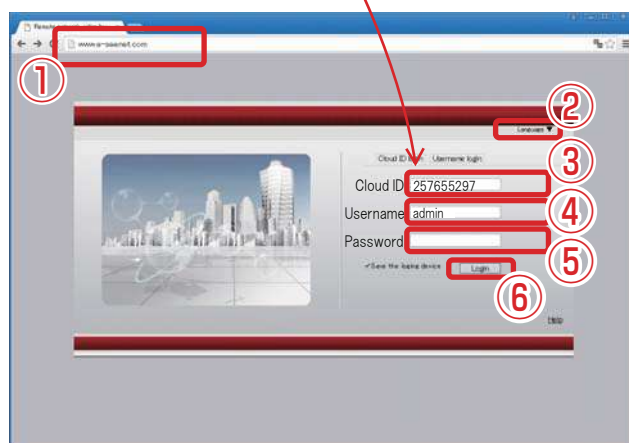 ①
www.a-seenet.com
②
Language ▼
Cloud ID login Username login
③
Cloud ID 257655297
Username admin
④
Password
⑤
✓Save the login device Login
⑥
Help